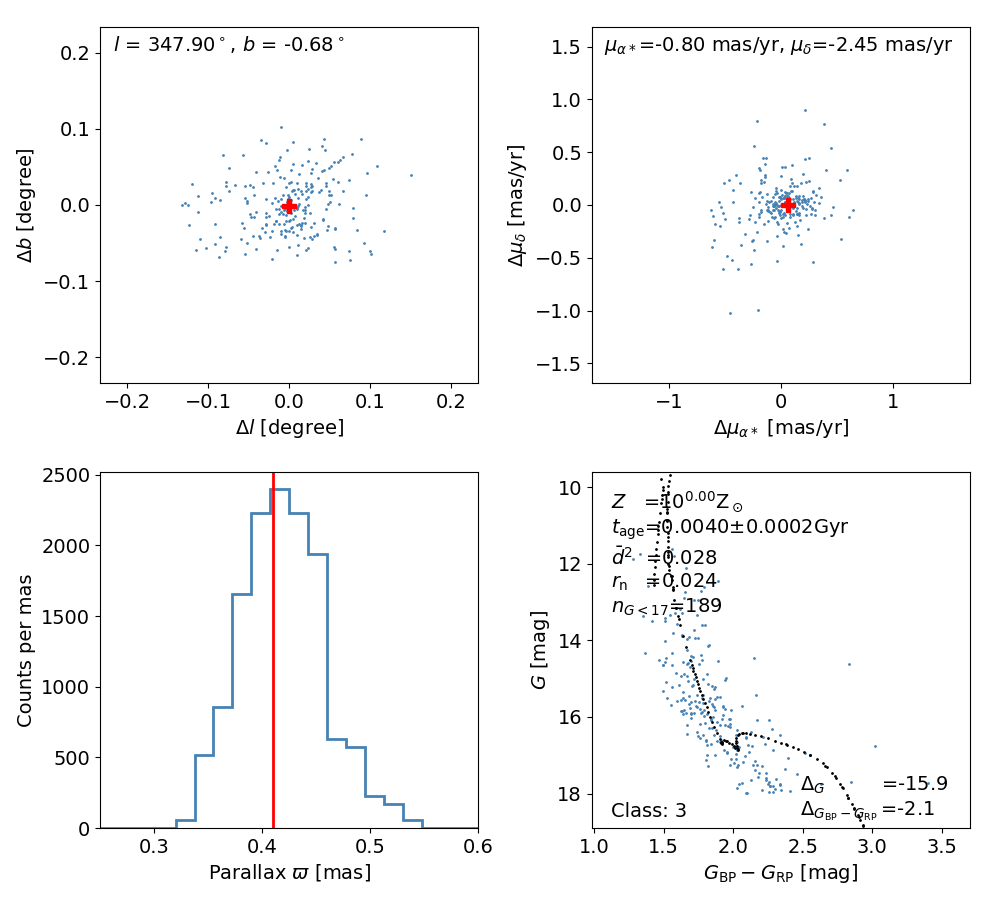 l = 347.90°, b = -0.68°
0.2
0.1
0.0
−0.1
−0.2
Δb [degree]
−0.2 −0.1 0.0 0.1 0.2
Δl [degree]
μα*=-0.80 mas/yr, μδ=-2.45 mas/yr
1.5
1.0
0.5
0.0
−0.5
−1.0
−1.5
Δμδ [mas/yr]
−1 0 1
Δμα* [mas/yr]
2500
2000
1500
1000
500
0
Counts per mas
0.3 0.4 0.5 0.6
Parallax ϖ [mas]
10
12
14
16
18
G [mag]
Z =10^0.00 Z⊙
t_age=0.0040±0.0002Gyr
d̄² =0.028
r_n =0.024
n_G<17=189
Δ_G =-15.9
Δ_G_BP−G_RP =-2.1
Class: 3
1.0 1.5 2.0 2.5 3.0 3.5
G_BP − G_RP [mag]